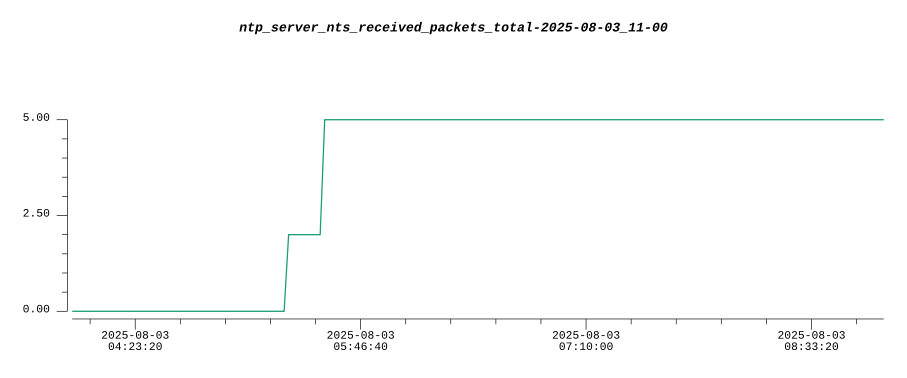 ntp_server_nts_received_packets_total-2025-08-03_11-00
5.00
2.50
0.00
2025-08-03 2025-08-03 2025-08-03 2025-08-03
04:23:20 05:46:40 07:10:00 08:33:20